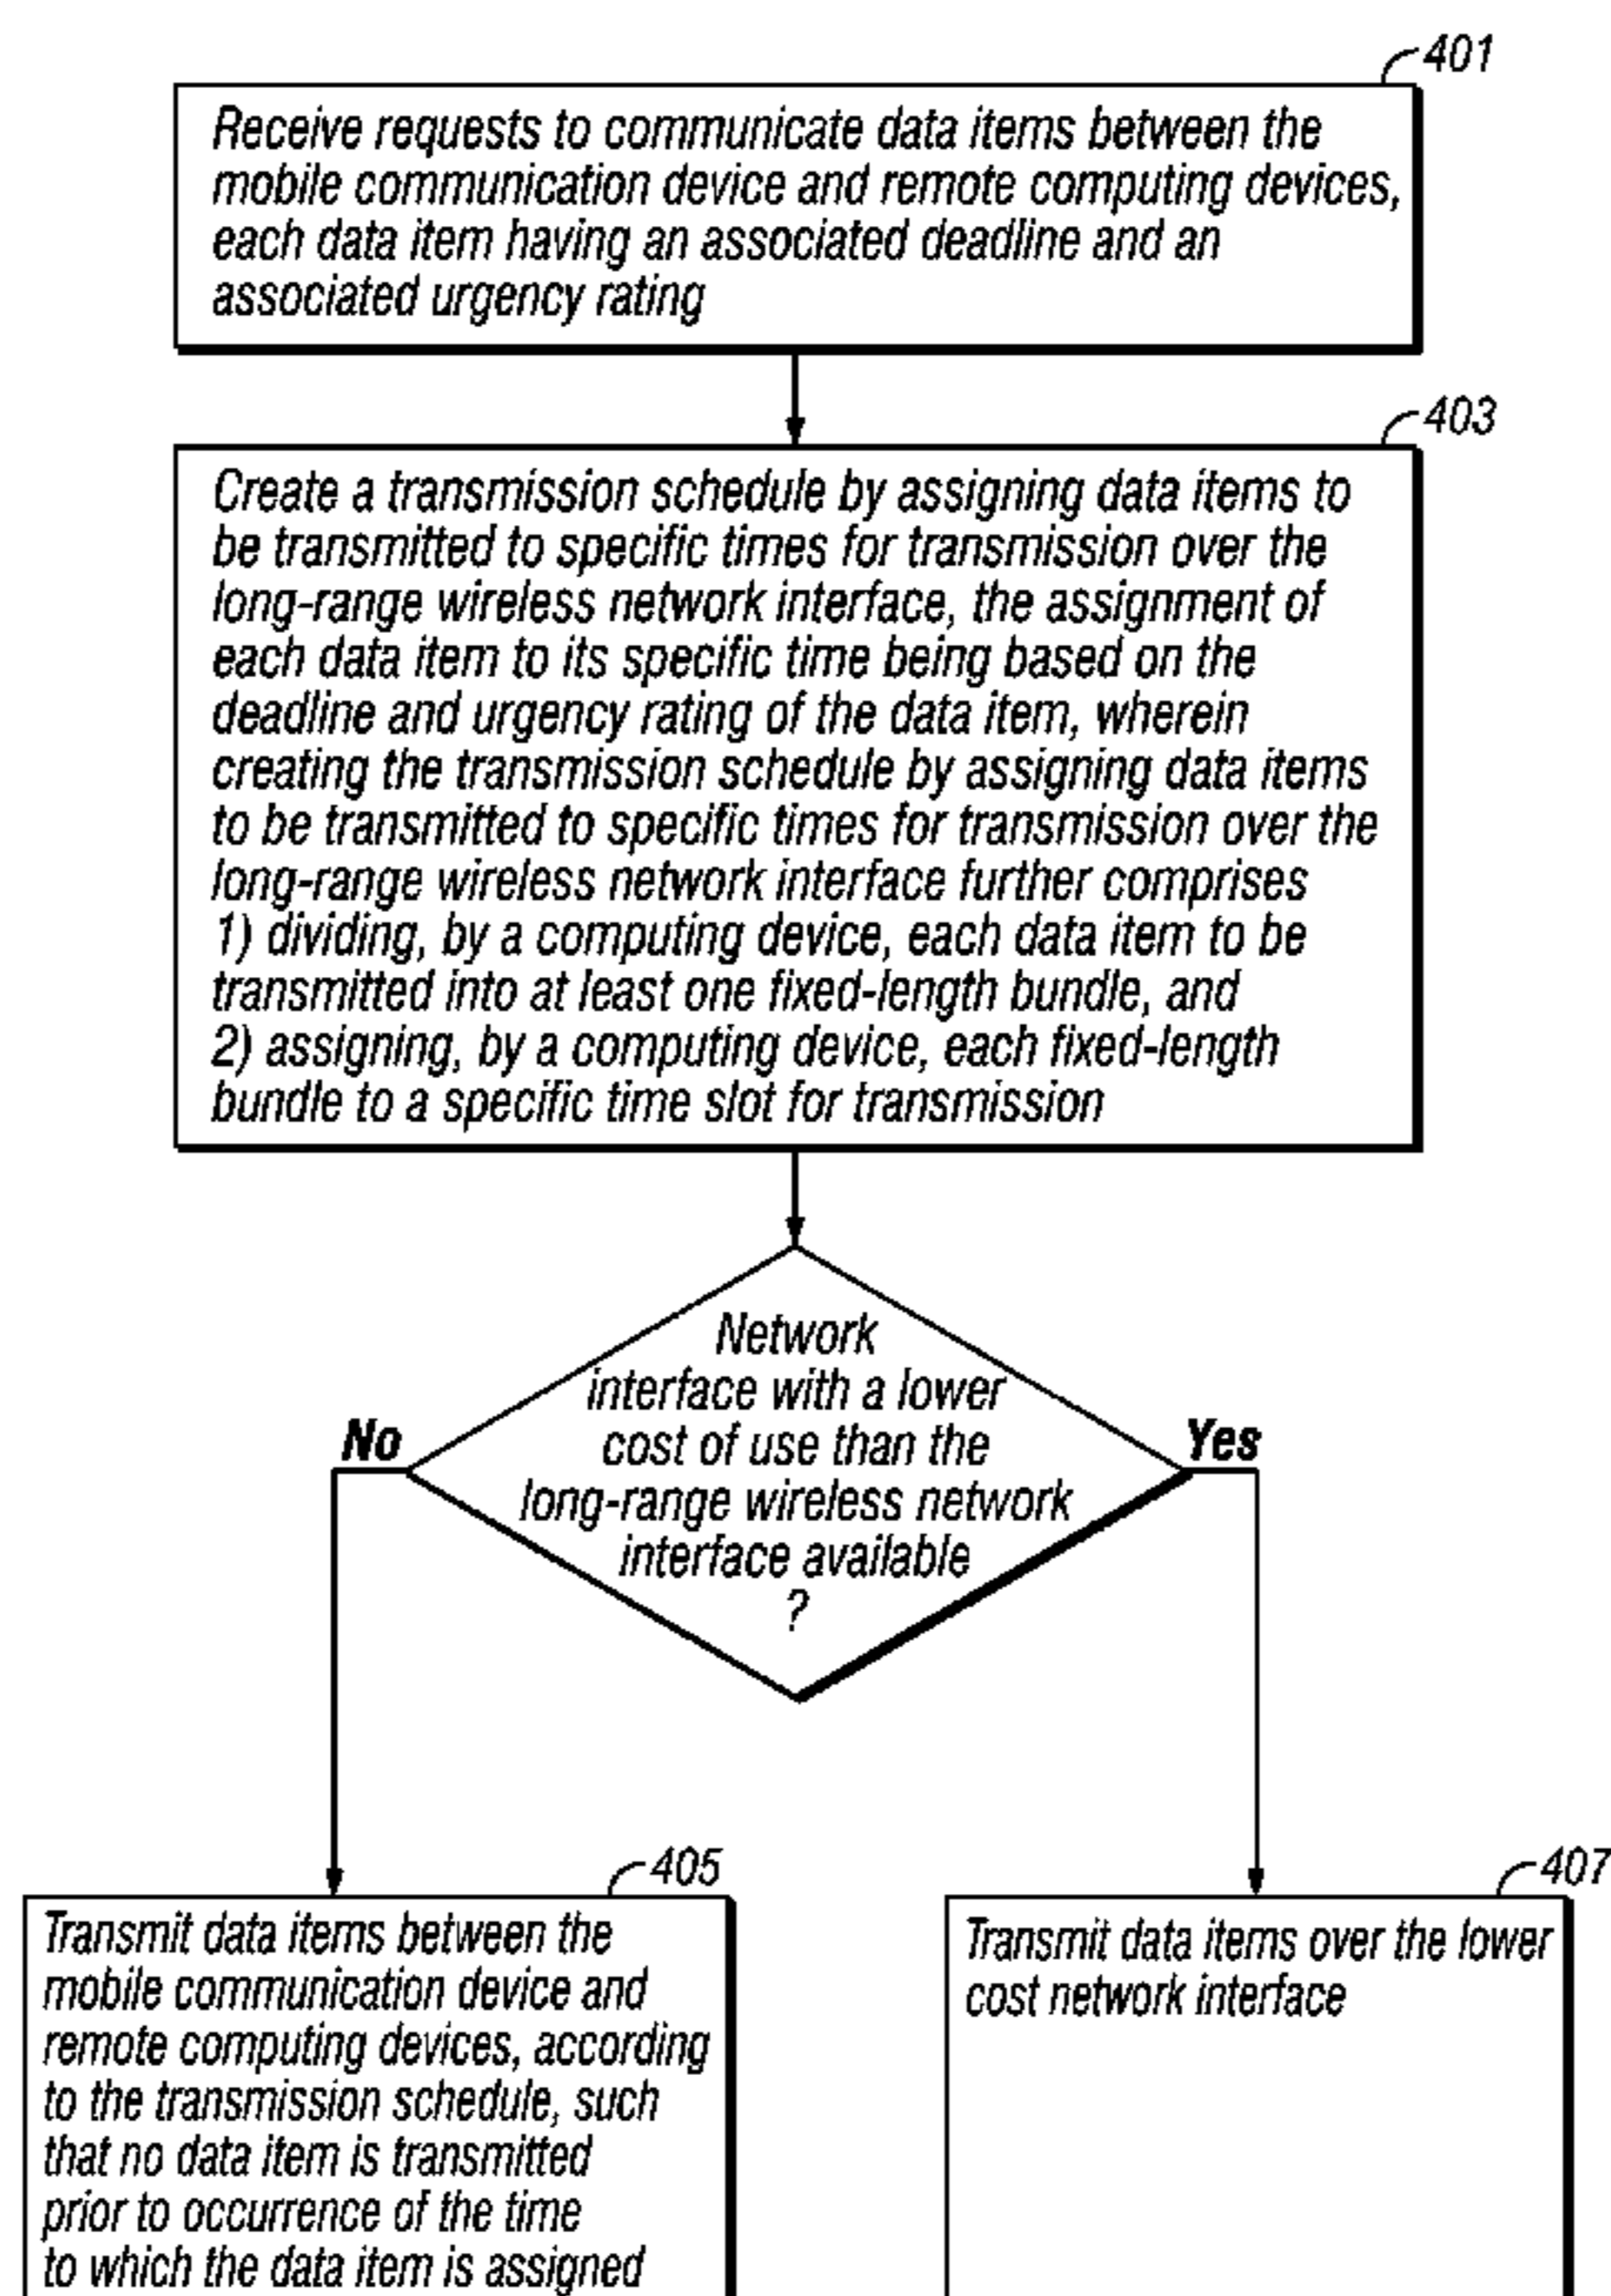 401
Receive requests to communicate data items between the
mobile communication device and remote computing devices,
each data item having an associated deadline and an
associated urgency rating
403
Create a transmission schedule by assigning data items to
be transmitted to specific times for transmission over the
long-range wireless network interface, the assignment of
each data item to its specific time being based on the
deadline and urgency rating of the data item, wherein
creating the transmission schedule by assigning data items
to be transmitted to specific times for transmission over the
long-range wireless network interface further comprises
1) dividing, by a computing device, each data item to be
transmitted into at least one fixed-length bundle, and
2) assigning, by a computing device, each fixed-length
bundle to a specific time slot for transmission
Network
interface with a lower
cost of use than the
long-range wireless network
interface available
?
No
Yes
405
Transmit data items between the
mobile communication device and
remote computing devices, according
to the transmission schedule, such
that no data item is transmitted
prior to occurrence of the time
to which the data item is assigned
407
Transmit data items over the lower
cost network interface